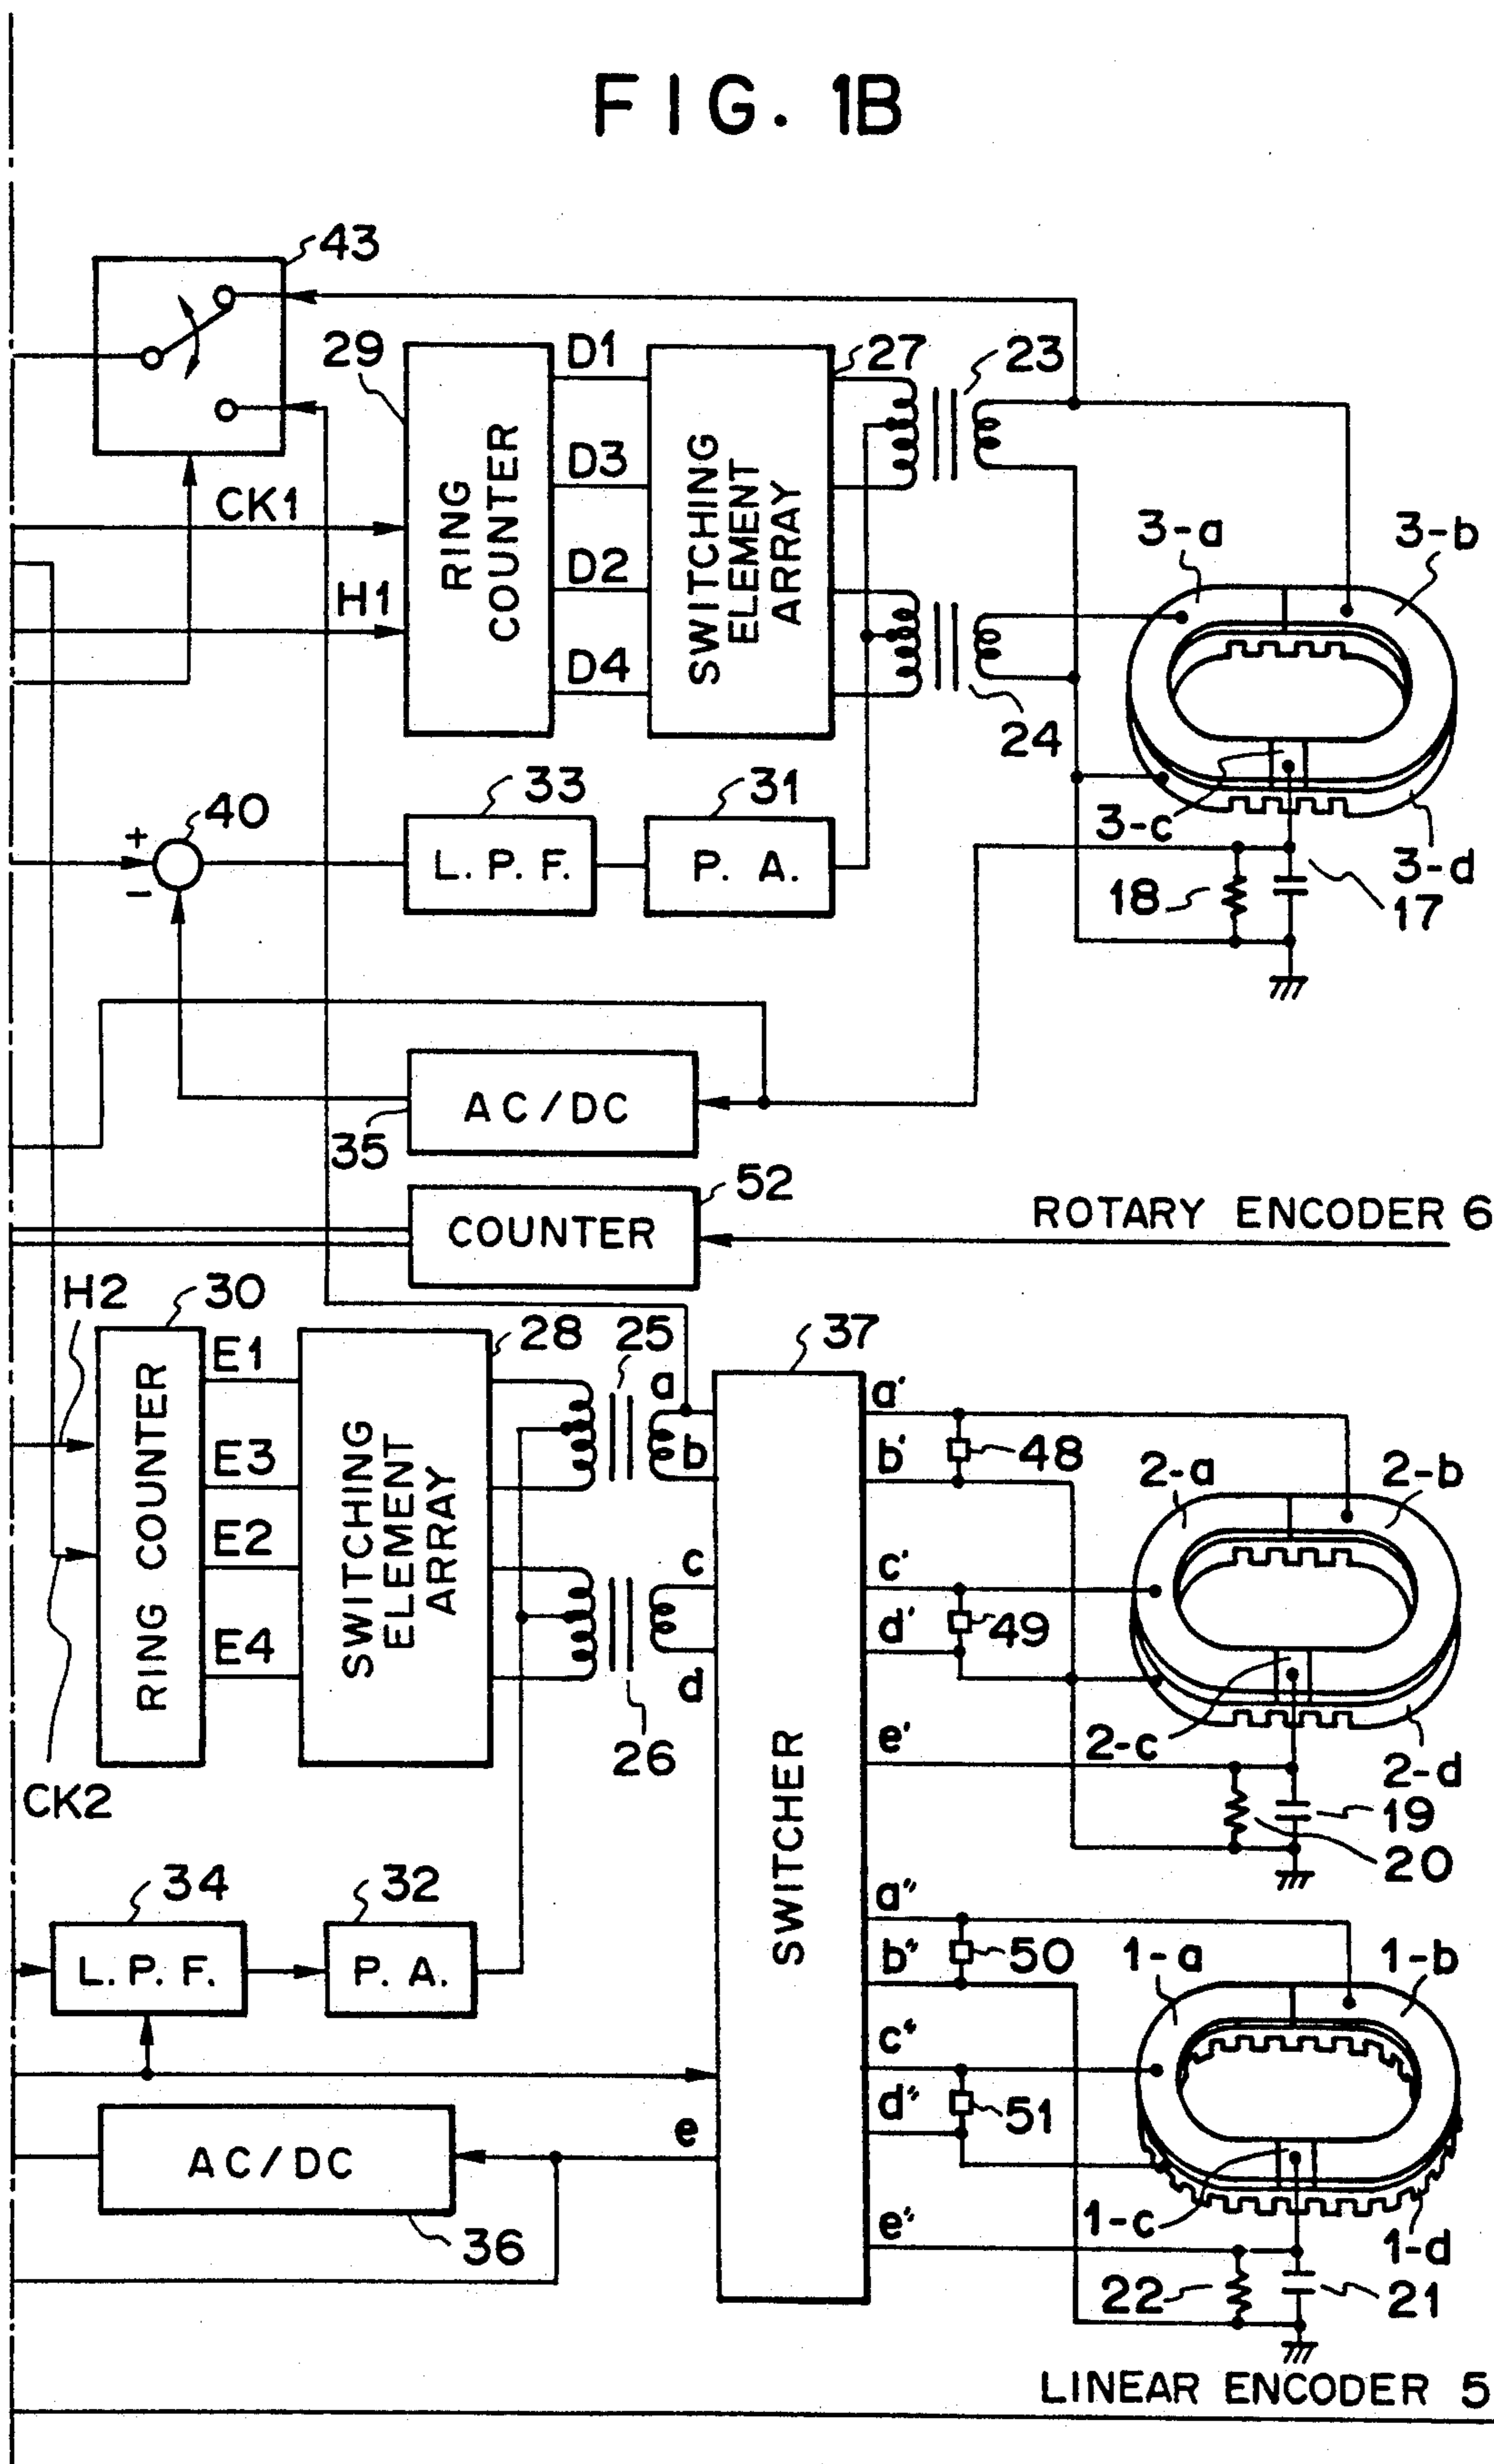 FIG. 1B
43
29
D1
27
23
RING COUNTER
SWITCHING ELEMENT ARRAY
D3
CK1
3-a
3-b
D2
H1
D4
24
33
31
3-c
40
+
-
L. P. F.
P. A.
3-d
18
17
AC/DC
35
52
COUNTER
ROTARY ENCODER 6
H2
30
28
25
37
E1
a
a'
RING COUNTER
SWITCHING ELEMENT ARRAY
b
b'
48
2-a
2-b
E3
E2
c
c'
d'
49
E4
d
26
2-c
e'
2-d
CK2
19
20
SWITCHER
34
32
a"
L. P. F.
P. A.
b"
50
1-a
1-b
c"
d"
51
e
AC/DC
36
e"
1-c
1-d
22
21
LINEAR ENCODER 5